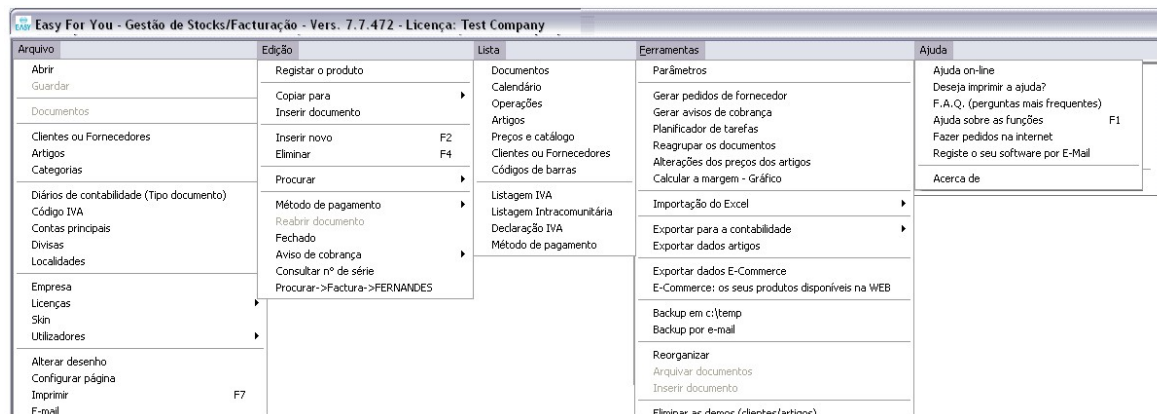 Easy For You - Gestão de Stocks/Facturação - Vers. 7.7.472 - Licença: Test Company
Arquivo
Abrir
Guardar
Documentos
Clientes ou Fornecedores
Artigos
Categorias
Diários de contabilidade (Tipo documento)
Código IVA
Contas principais
Divisas
Localidades
Empresa
Licenças
Skin
Utilizadores
Alterar desenho
Configurar página
Imprimir F7
E-mail
Edição
Registar o produto
Copiar para
Inserir documento
Inserir novo F2
Eliminar F4
Procurar
Método de pagamento
Reabrir documento
Fechado
Aviso de cobrança
Consultar nº de série
Procurar->Factura->FERNANDES
Lista
Documentos
Calendário
Operações
Artigos
Preços e catálogo
Clientes ou Fornecedores
Códigos de barras
Listagem IVA
Listagem Intracomunitária
Declaração IVA
Método de pagamento
Ferramentas
Parâmetros
Gerar pedidos de fornecedor
Gerar avisos de cobrança
Planificador de tarefas
Reagrupar os documentos
Alterações dos preços dos artigos
Calcular a margem - Gráfico
Importação do Excel
Exportar para a contabilidade
Exportar dados artigos
Exportar dados E-Commerce
E-Commerce: os seus produtos disponíveis na WEB
Backup em c:\temp
Backup por e-mail
Reorganizar
Arquivar documentos
Inserir documento
Eliminar as demos (clientes/artigos)
Ajuda
Ajuda on-line
Deseja imprimir a ajuda?
F.A.Q. (perguntas mais frequentes)
Ajuda sobre as funções F1
Fazer pedidos na internet
Registe o seu software por E-Mail
Acerca de